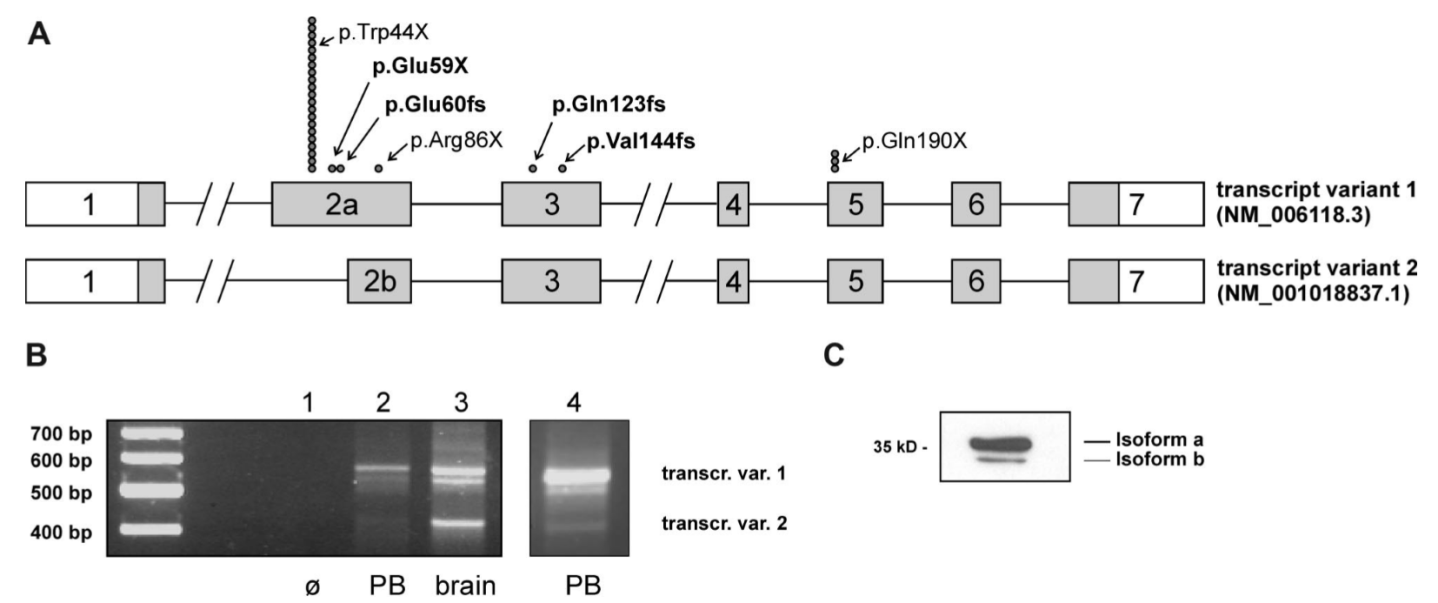 A
p.Trp44X
p.Glu59X
p.Glu60fs
p.Arg86X
p.Gln123fs
p.Val144fs
p.Gln190X
1 2a 3 4 5 6 7
transcript variant 1
(NM_006118.3)
1 2b 3 4 5 6 7
transcript variant 2
(NM_001018837.1)
B
1 2 3 4
700 bp
600 bp
500 bp
400 bp
transcr. var. 1
transcr. var. 2
ø PB brain PB
C
35 kD -
Isoform a
Isoform b